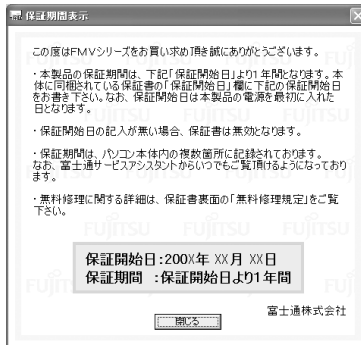 保証期間表示
この度はFMVシリーズをお買い求め頂き誠にありがとうございます。
・本製品の保証期間は、下記「保証開始日」より1年間となります。本
体に同梱されている保証書の「保証開始日」欄に下記の保証開始日
をお書き下さい。なお、保証開始日は本製品の電源を最初に入れた
日となります。
・保証開始日の記入が無い場合、保証書は無効となります。
・保証期間は、パソコン本体内の複数箇所に記録されております。
なお、富士通サービスアシスタントからいつでもご覧頂けるようになっており
ます。
・無料修理に関する詳細は、保証書裏面の「無料修理規定」をご覧
下さい。
保証開始日:200X年 XX月 XX日
保証期間 :保証開始日より1年間
富士通株式会社
閉じる